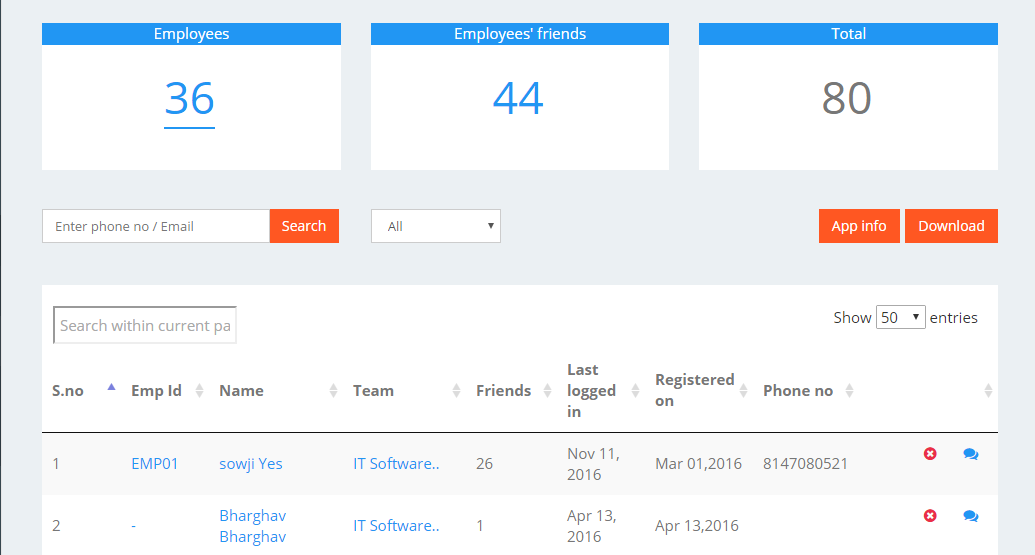 Employees
Employees' friends
Total
36
44
80
Enter phone no / Email
Search
All
App info
Download
Search within current pa
Show 50 entries
S.no Emp Id Name Team Friends Last logged in Registered on Phone no
1 EMP01 sowji Yes IT Software.. 26 Nov 11, 2016 Mar 01,2016 8147080521
2 - Bharghav Bharghav IT Software.. 1 Apr 13, 2016 Apr 13,2016